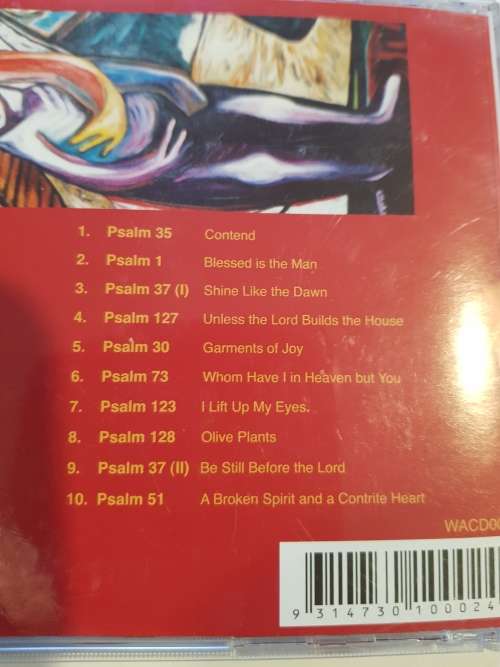 1. Psalm 35 Contend
2. Psalm 1 Blessed is the Man
3. Psalm 37 (I) Shine Like the Dawn
4. Psalm 127 Unless the Lord Builds the House
5. Psalm 30 Garments of Joy
6. Psalm 73 Whom Have I in Heaven but You
7. Psalm 123 I Lift Up My Eyes.
8. Psalm 128 Olive Plants
9. Psalm 37 (II) Be Still Before the Lord
10. Psalm 51 A Broken Spirit and a Contrite Heart
9 314730 100024